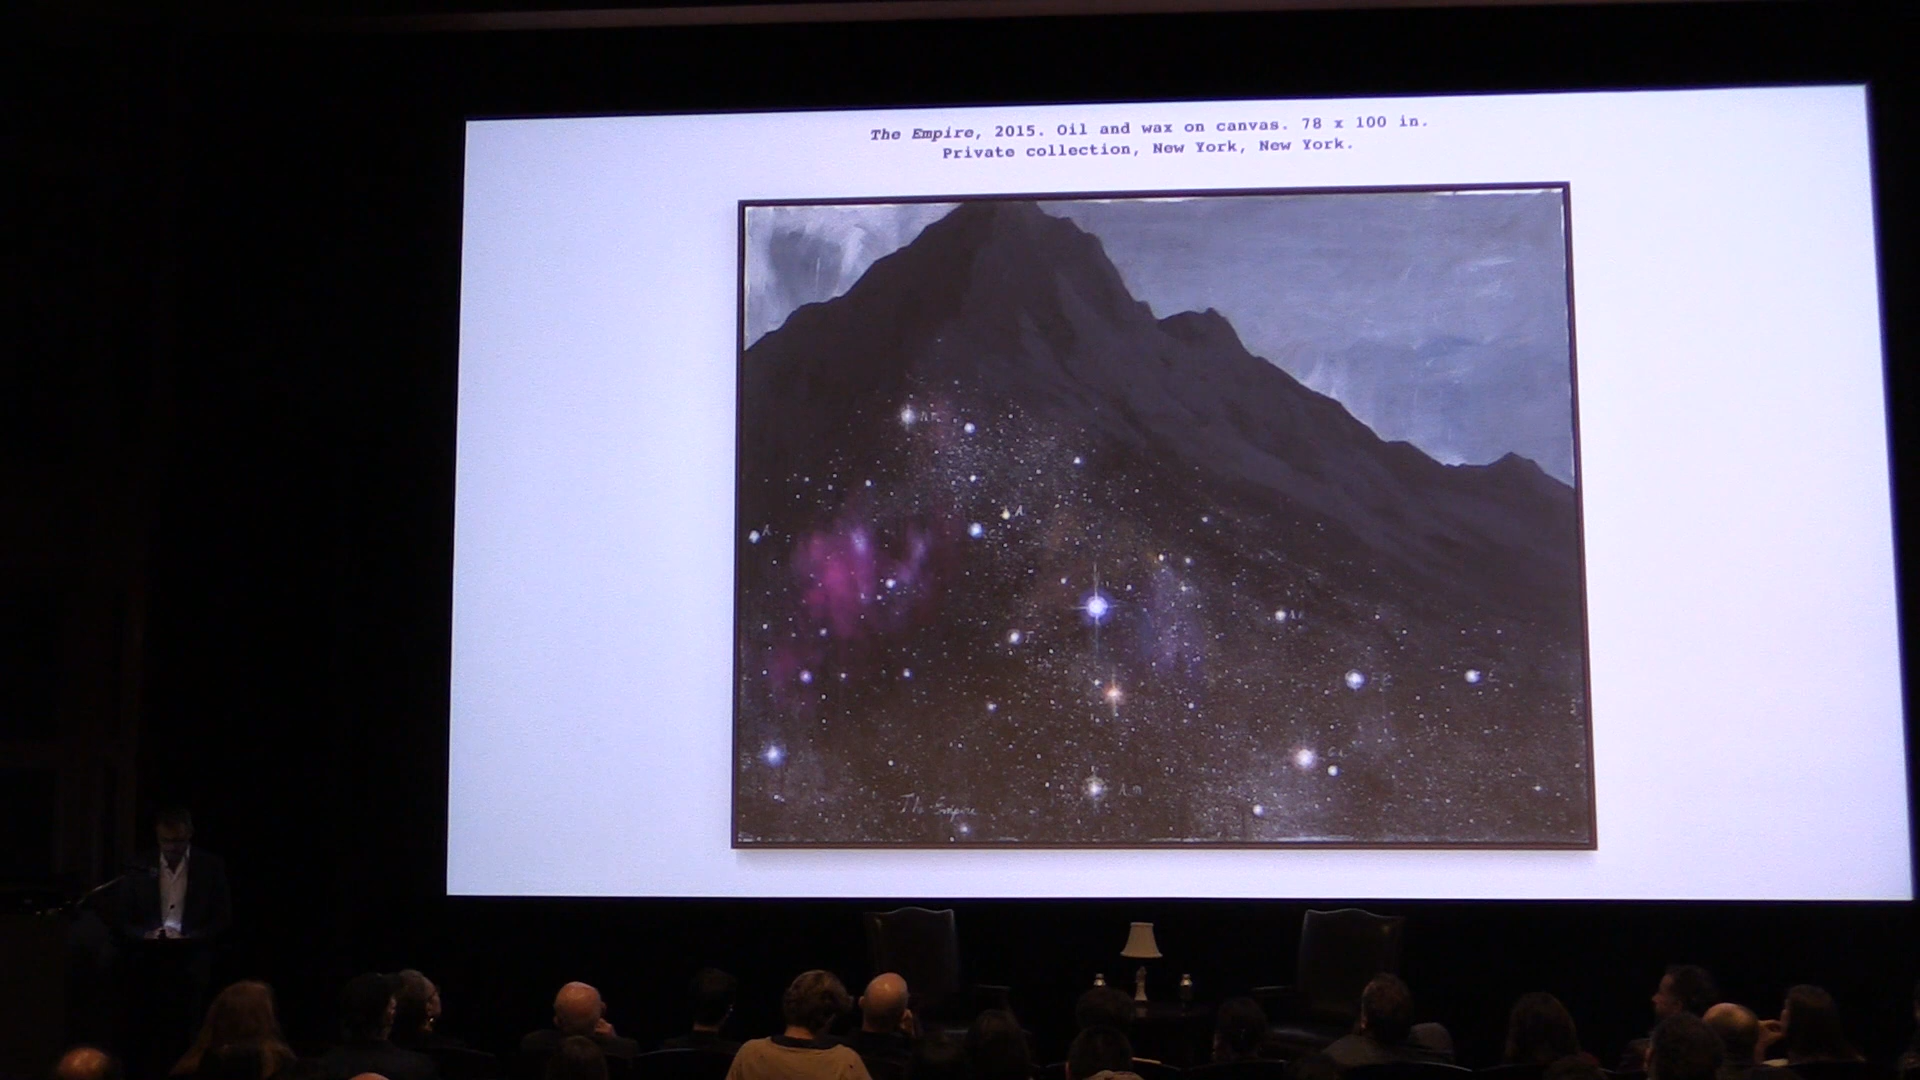 The Empire, 2015. Oil and wax on canvas. 78 x 100 in.
Private collection, New York, New York.
A
A
The Empire